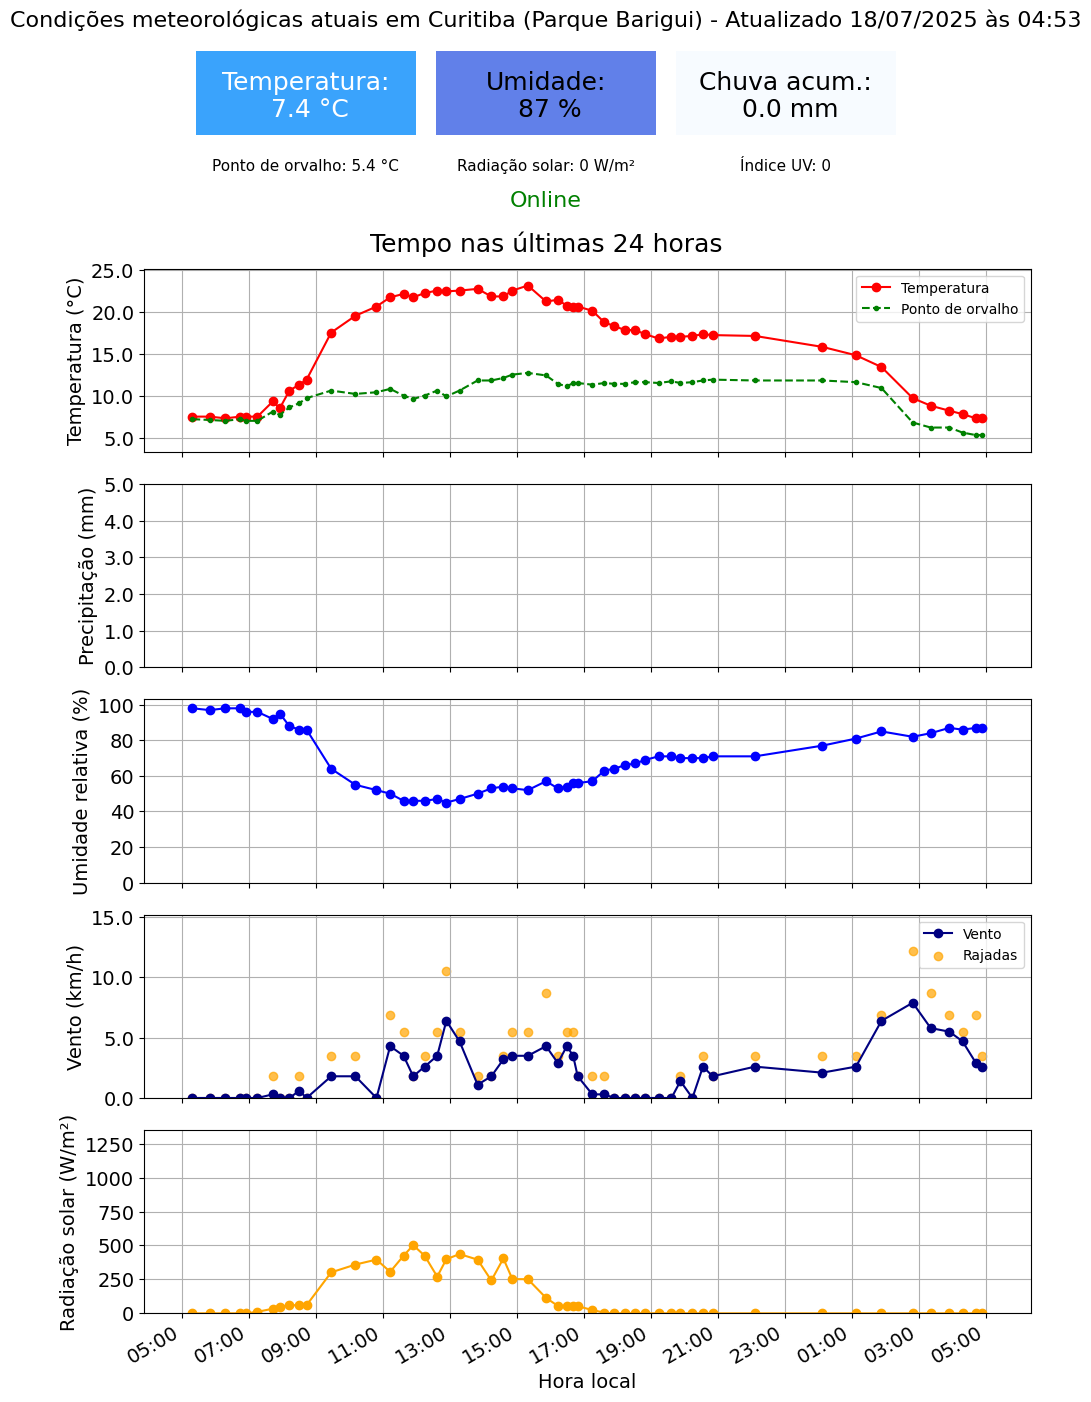 Condições meteorológicas atuais em Curitiba (Parque Barigui) - Atualizado 18/07/2025 às 04:53
Temperatura:
7.4 °C
Umidade:
87 %
Chuva acum.:
0.0 mm
Ponto de orvalho: 5.4 °C
Radiação solar: 0 W/m²
Índice UV: 0
Online
Tempo nas últimas 24 horas
Temperatura (°C)
25.0
20.0
15.0
10.0
5.0
Temperatura
Ponto de orvalho
Precipitação (mm)
5.0
4.0
3.0
2.0
1.0
0.0
Umidade relativa (%)
100
80
60
40
20
0
Vento (km/h)
15.0
10.0
5.0
0.0
Vento
Rajadas
Radiação solar (W/m²)
1250
1000
750
500
250
0
05:00
07:00
09:00
11:00
13:00
15:00
17:00
19:00
21:00
23:00
01:00
03:00
05:00
Hora local